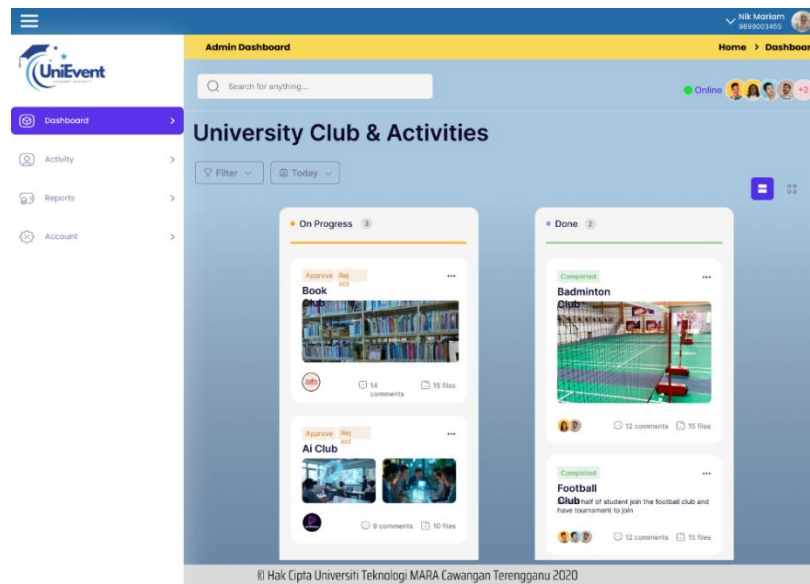 Nik Mariam
9899003455
UniEvent
Admin Dashboard
Home > Dashboar
Search for anything...
Online
+2
Dashboard
University Club & Activities
Activity
Filter
Today
Reports
Account
On Progress 3
Done 2
Approve Rej
ect
Book
Club
14
comments
15 files
Completed
Badminton
Club
12 comments
15 files
Approve Rej
ect
Ai Club
9 comments
10 files
Completed
Football
Club half of student join the football club and
have tournament to join
12 comments
15 files
© Hak Cipta Universiti Teknologi MARA Cawangan Terengganu 2020